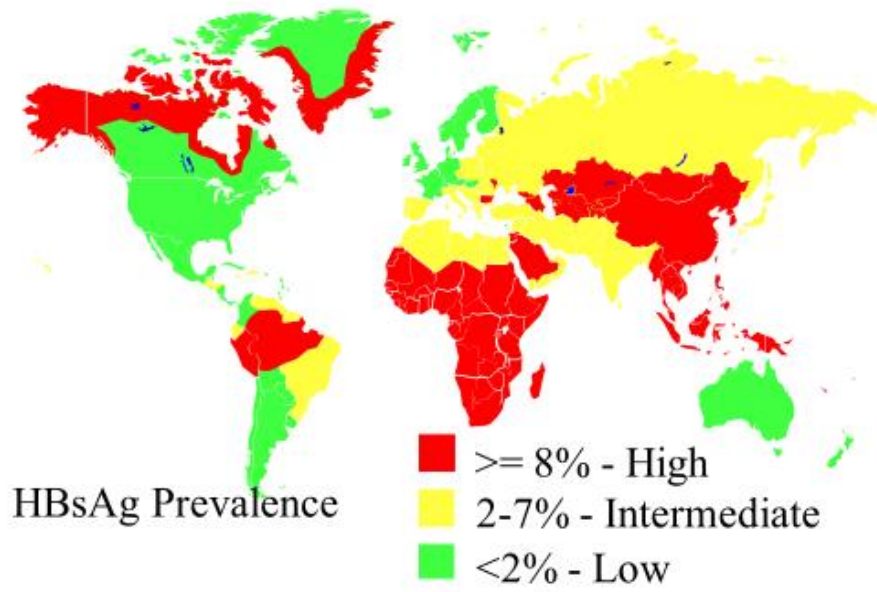 >= 8% - High
HBsAg Prevalence
2-7% - Intermediate
<2% - Low